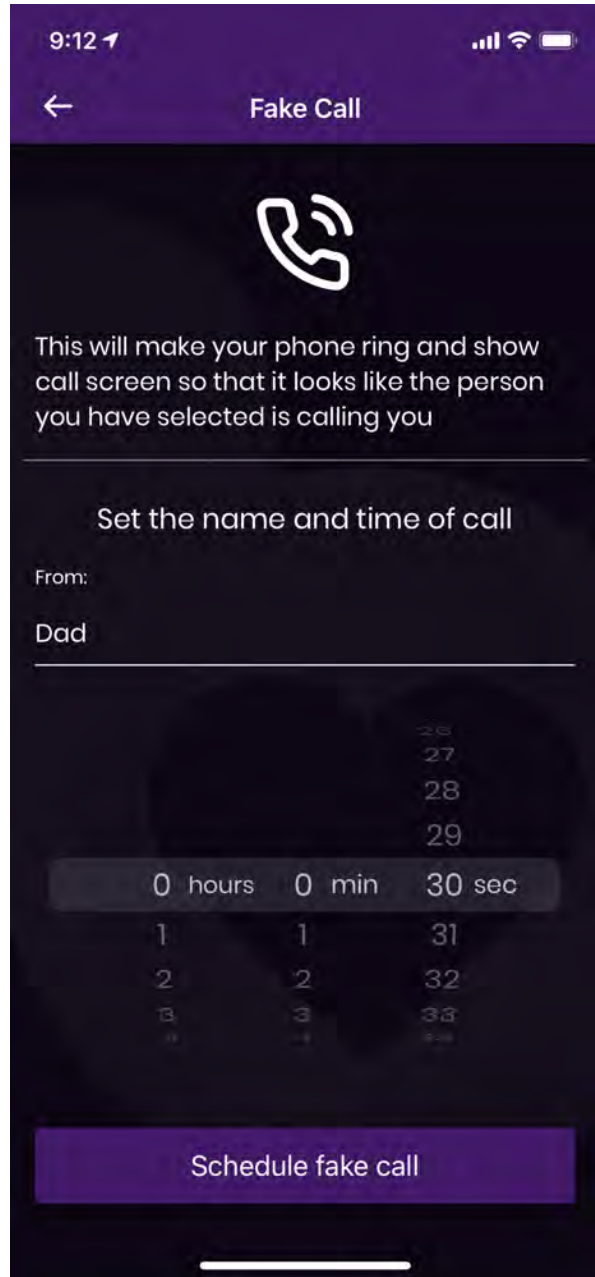 9:12
Fake Call
This will make your phone ring and show
call screen so that it looks like the person
you have selected is calling you
Set the name and time of call
From:
Dad
26
27
28
29
0 hours 0 min 30 sec
1 1 31
2 2 32
3 3 33
Schedule fake call